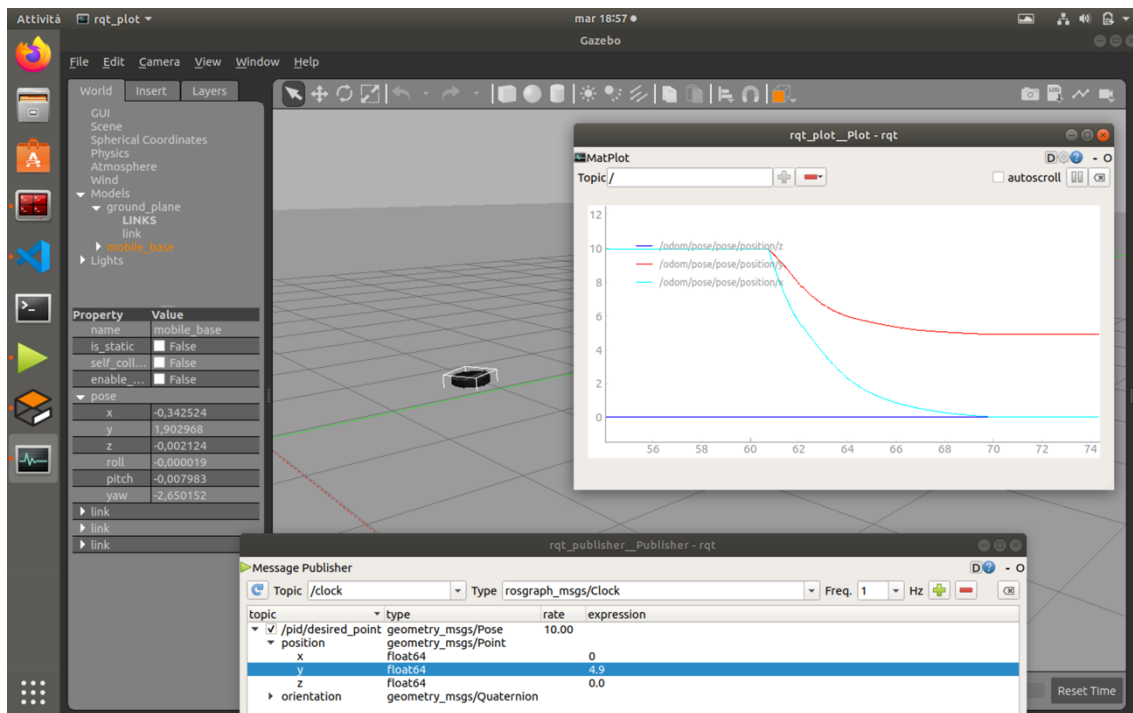 Attività rqt_plot mar 18:57
Gazebo
File Edit Camera View Window Help
World Insert Layers
GUI
Scene
Spherical Coordinates
Physics
Atmosphere
Wind
Models
ground_plane
LINKS
link
mobile_base
Lights
Property Value
name mobile_base
is_static False
self_coll... False
enable_... False
pose
x -0,342524
y 1,902968
z -0,002124
roll -0,000019
pitch -0,007983
yaw -2,650152
link
link
link
rqt_plot__Plot - rqt
MatPlot D - O
Topic / autoscroll
12
10
8
6
4
2
0
/odom/pose/pose/position/z
/odom/pose/pose/position/y
/odom/pose/pose/position/x
56 58 60 62 64 66 68 70 72 74
rqt_publisher__Publisher - rqt
Message Publisher D - O
Topic /clock Type rosgraph_msgs/Clock Freq. 1 Hz
topic type rate expression
/pid/desired_point geometry_msgs/Pose 10.00
position geometry_msgs/Point
x float64 0
y float64 4.9
z float64 0.0
orientation geometry_msgs/Quaternion
Reset Time